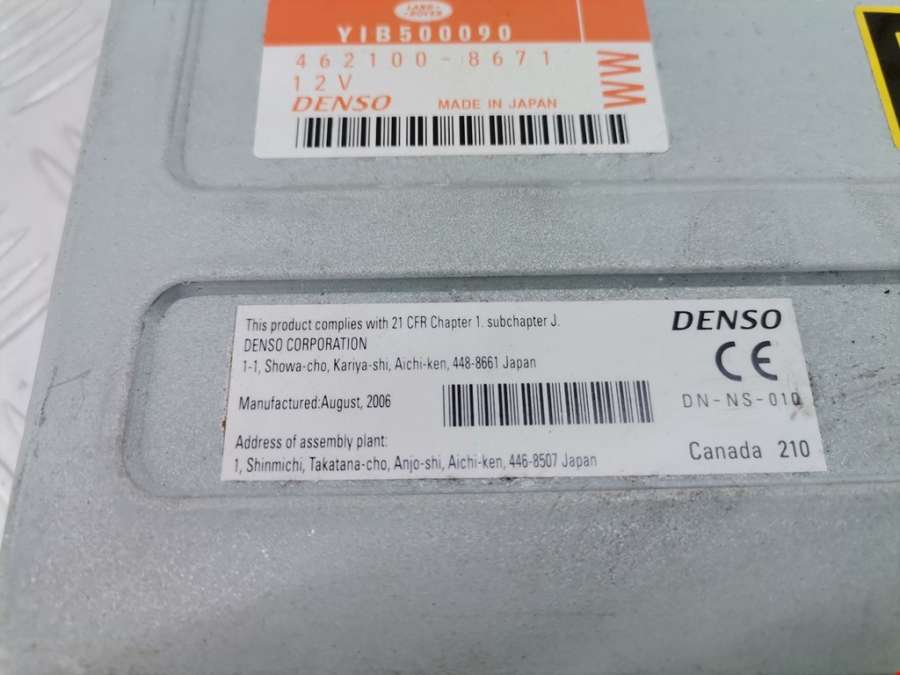 LAND-
-ROVER
YIB500090
462100-8671
12V
DENSO MADE IN JAPAN
WW
This product complies with 21 CFR Chapter 1. subchapter J.
DENSO CORPORATION
1-1, Showa-cho, Kariya-shi, Aichi-ken, 448-8661 Japan
Manufactured:August, 2006
Address of assembly plant:
1, Shinmichi, Takatana-cho, Anjo-shi, Aichi-ken, 446-8507 Japan
DENSO
CE
DN-NS-010
Canada 210